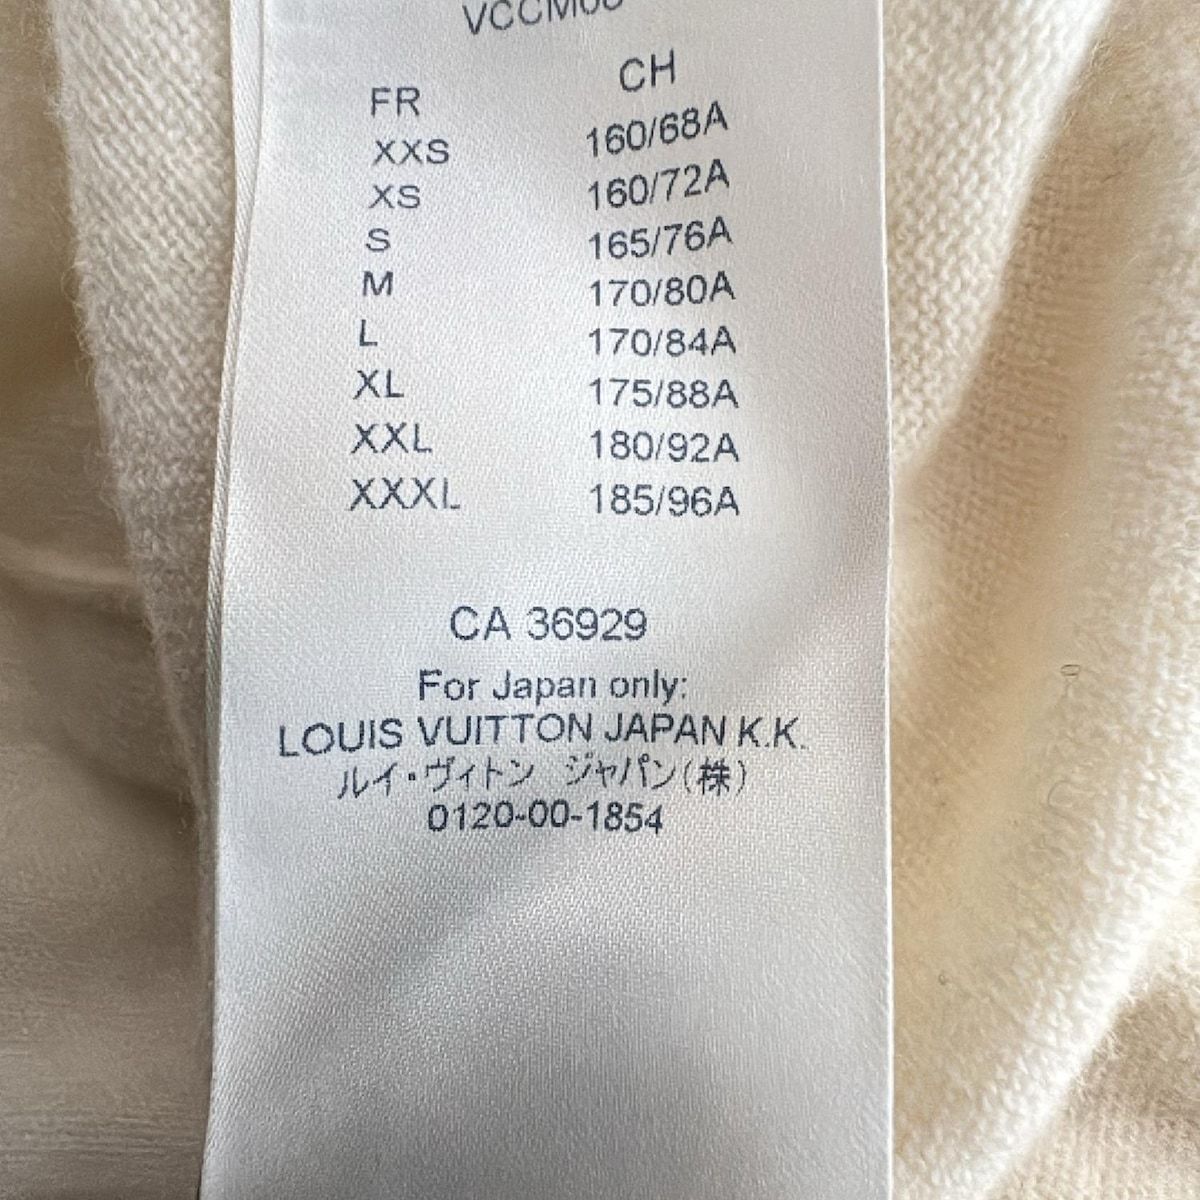 FR CH
XXS 160/68A
XS 160/72A
S 165/76A
M 170/80A
L 170/84A
XL 175/88A
XXL 180/92A
XXXL 185/96A
CA 36929
For Japan only:
LOUIS VUITTON JAPAN K.K.
ルイ・ヴィトン ジャパン(株)
0120-00-1854